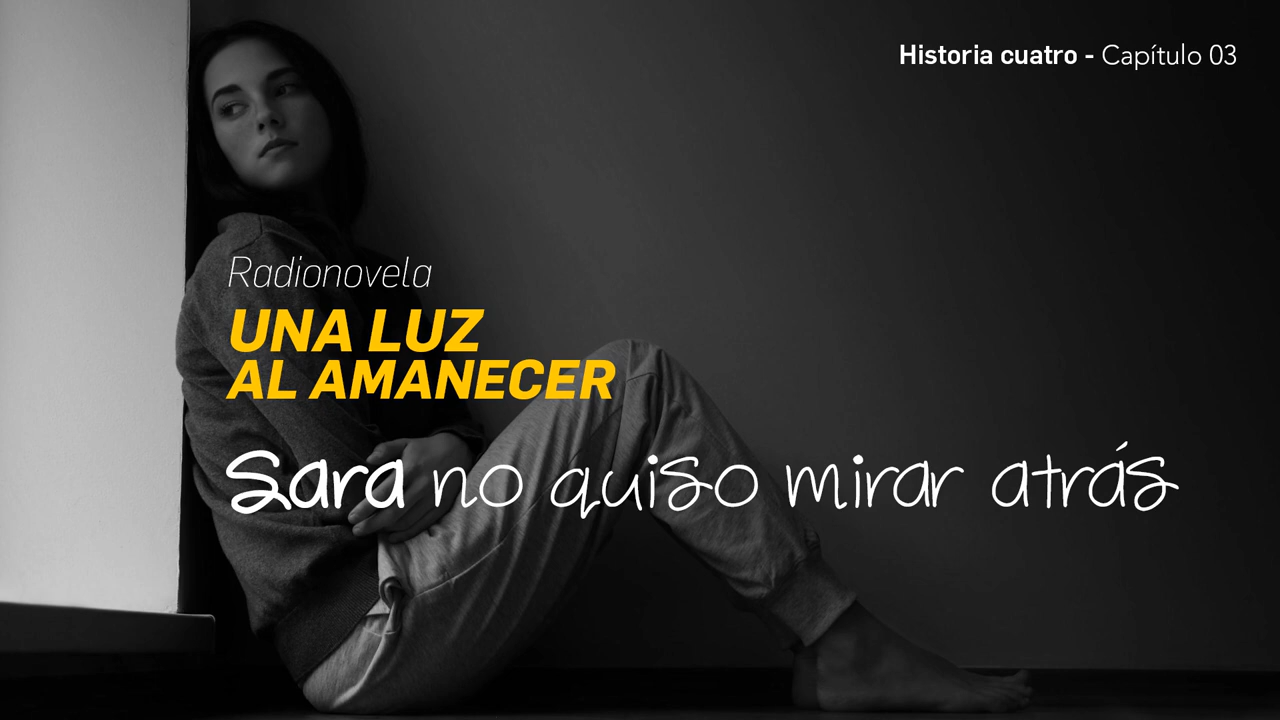 Historia cuatro - Capítulo 03
Radionovela
UNA LUZ
AL AMANECER
Sara no quiso mirar atrás